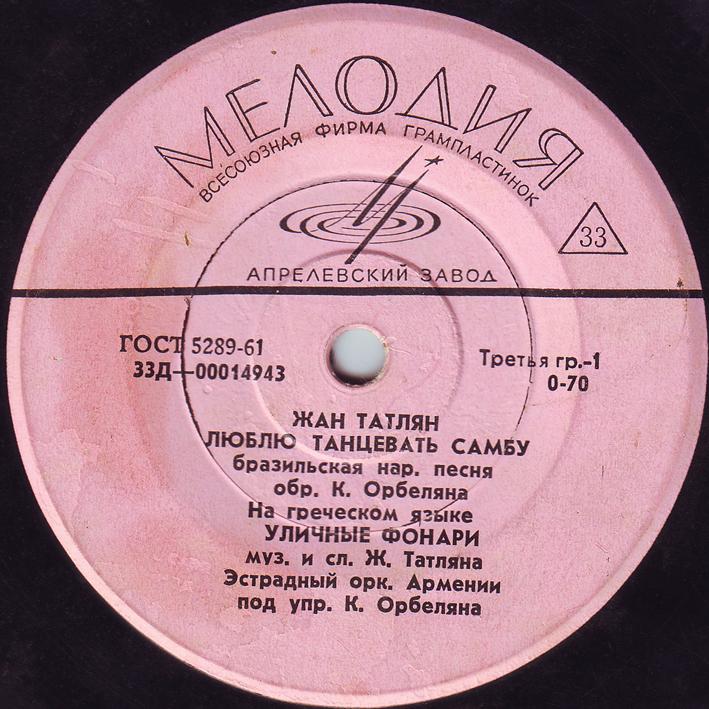 МЕЛОДИЯ
ВСЕСОЮЗНАЯ ФИРМА ГРАМПЛАСТИНОК
33
АПРЕЛЕВСКИЙ ЗАВОД
ГОСТ 5289-61
Третья гр.-1
33Д—00014943
0-70
ЖАН ТАТЛЯН
ЛЮБЛЮ ТАНЦЕВАТЬ САМБУ
бразильская нар. песня
обр. К. Орбеляна
На греческом языке
УЛИЧНЫЕ ФОНАРИ
муз. и сл. Ж. Татляна
Эстрадный орк. Армении
под упр. К. Орбеляна